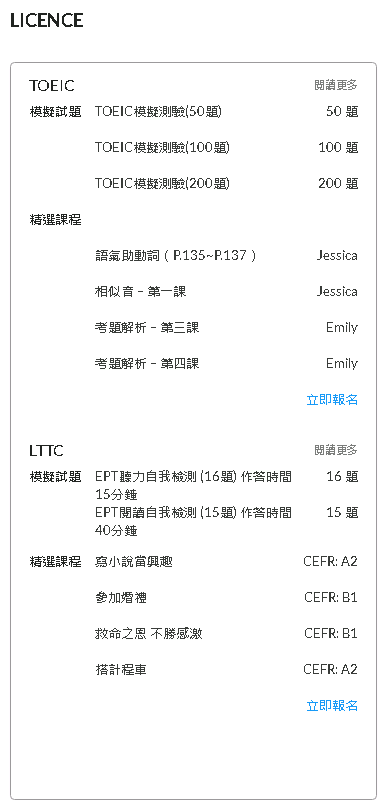 LICENCE
TOEIC 閱讀更多
模擬試題 TOEIC模擬測驗(50題) 50 題
TOEIC模擬測驗(100題) 100 題
TOEIC模擬測驗(200題) 200 題
精選課程
語氣助動詞（P.135~P.137） Jessica
相似音 – 第一課 Jessica
考題解析 – 第三課 Emily
考題解析 – 第四課 Emily
立即報名
LTTC 閱讀更多
模擬試題 EPT聽力自我檢測 (16題) 作答時間 16 題
15分鐘
EPT閱讀自我檢測 (15題) 作答時間 15 題
40分鐘
精選課程 寫小說當興趣 CEFR: A2
參加婚禮 CEFR: B1
救命之恩 不勝感激 CEFR: B1
搭計程車 CEFR: A2
立即報名